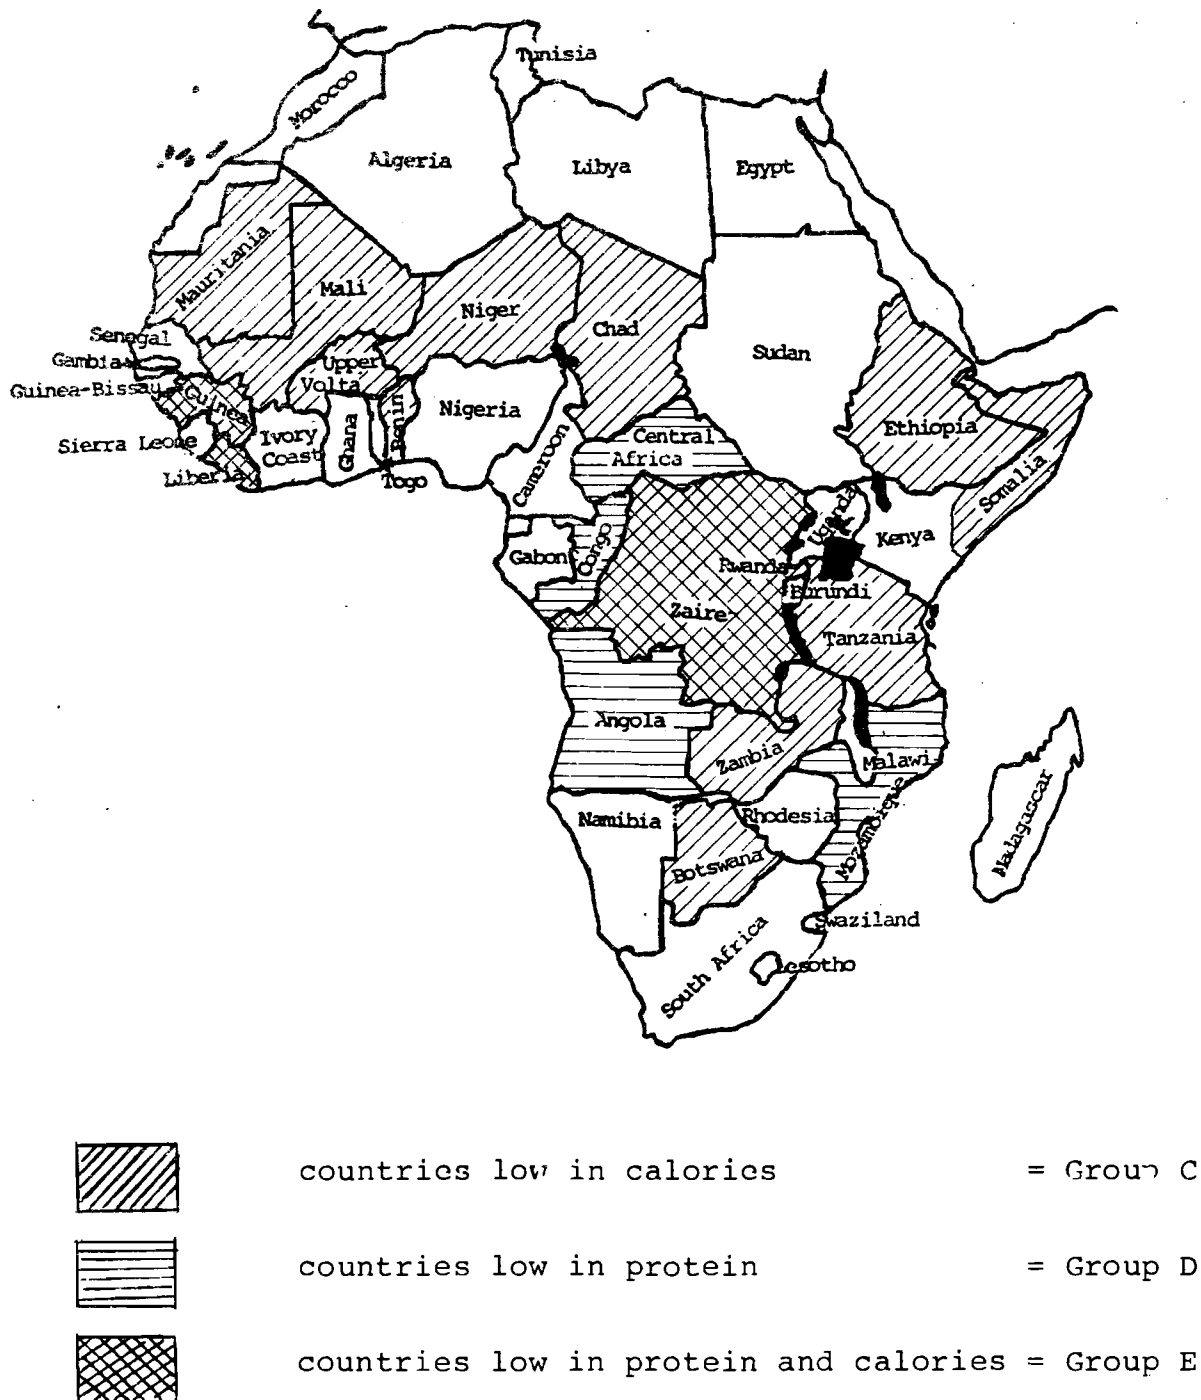 Tunisia
Morocco
Algeria
Libya
Egypt
Mauritania
Mali
Niger
Chad
Sudan
Senegal
Gambia
Guinea-Bissau
Guinea
Upper
Volta
Benin
Nigeria
Sierra Leone
Ivory
Coast
Ghana
Liberia
Togo
Cameroon
Central
Africa
Ethiopia
Somalia
Uganda
Kenya
Gabon
Congo
Rwanda
Burundi
Zaire
Tanzania
Angola
Zambia
Malawi
Mozambique
Madagascar
Namibia
Rhodesia
Botswana
Swaziland
South Africa
Lesotho
countries low in calories = Group C
countries low in protein = Group D
countries low in protein and calories = Group E